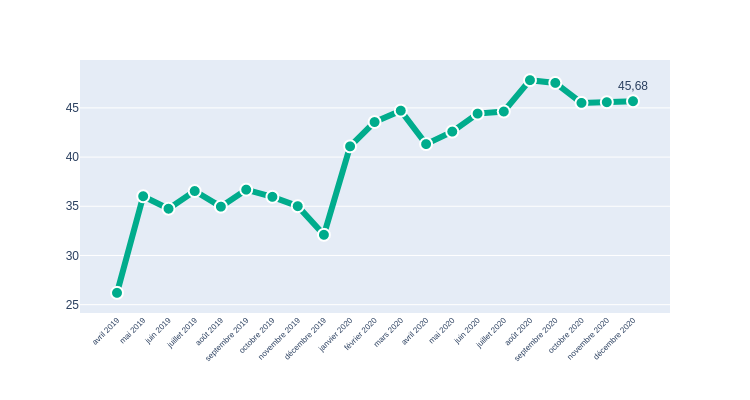 45,68
45
40
35
30
25
avril 2019
mai 2019
juin 2019
juillet 2019
août 2019
septembre 2019
octobre 2019
novembre 2019
décembre 2019
janvier 2020
février 2020
mars 2020
avril 2020
mai 2020
juin 2020
juillet 2020
août 2020
septembre 2020
octobre 2020
novembre 2020
décembre 2020